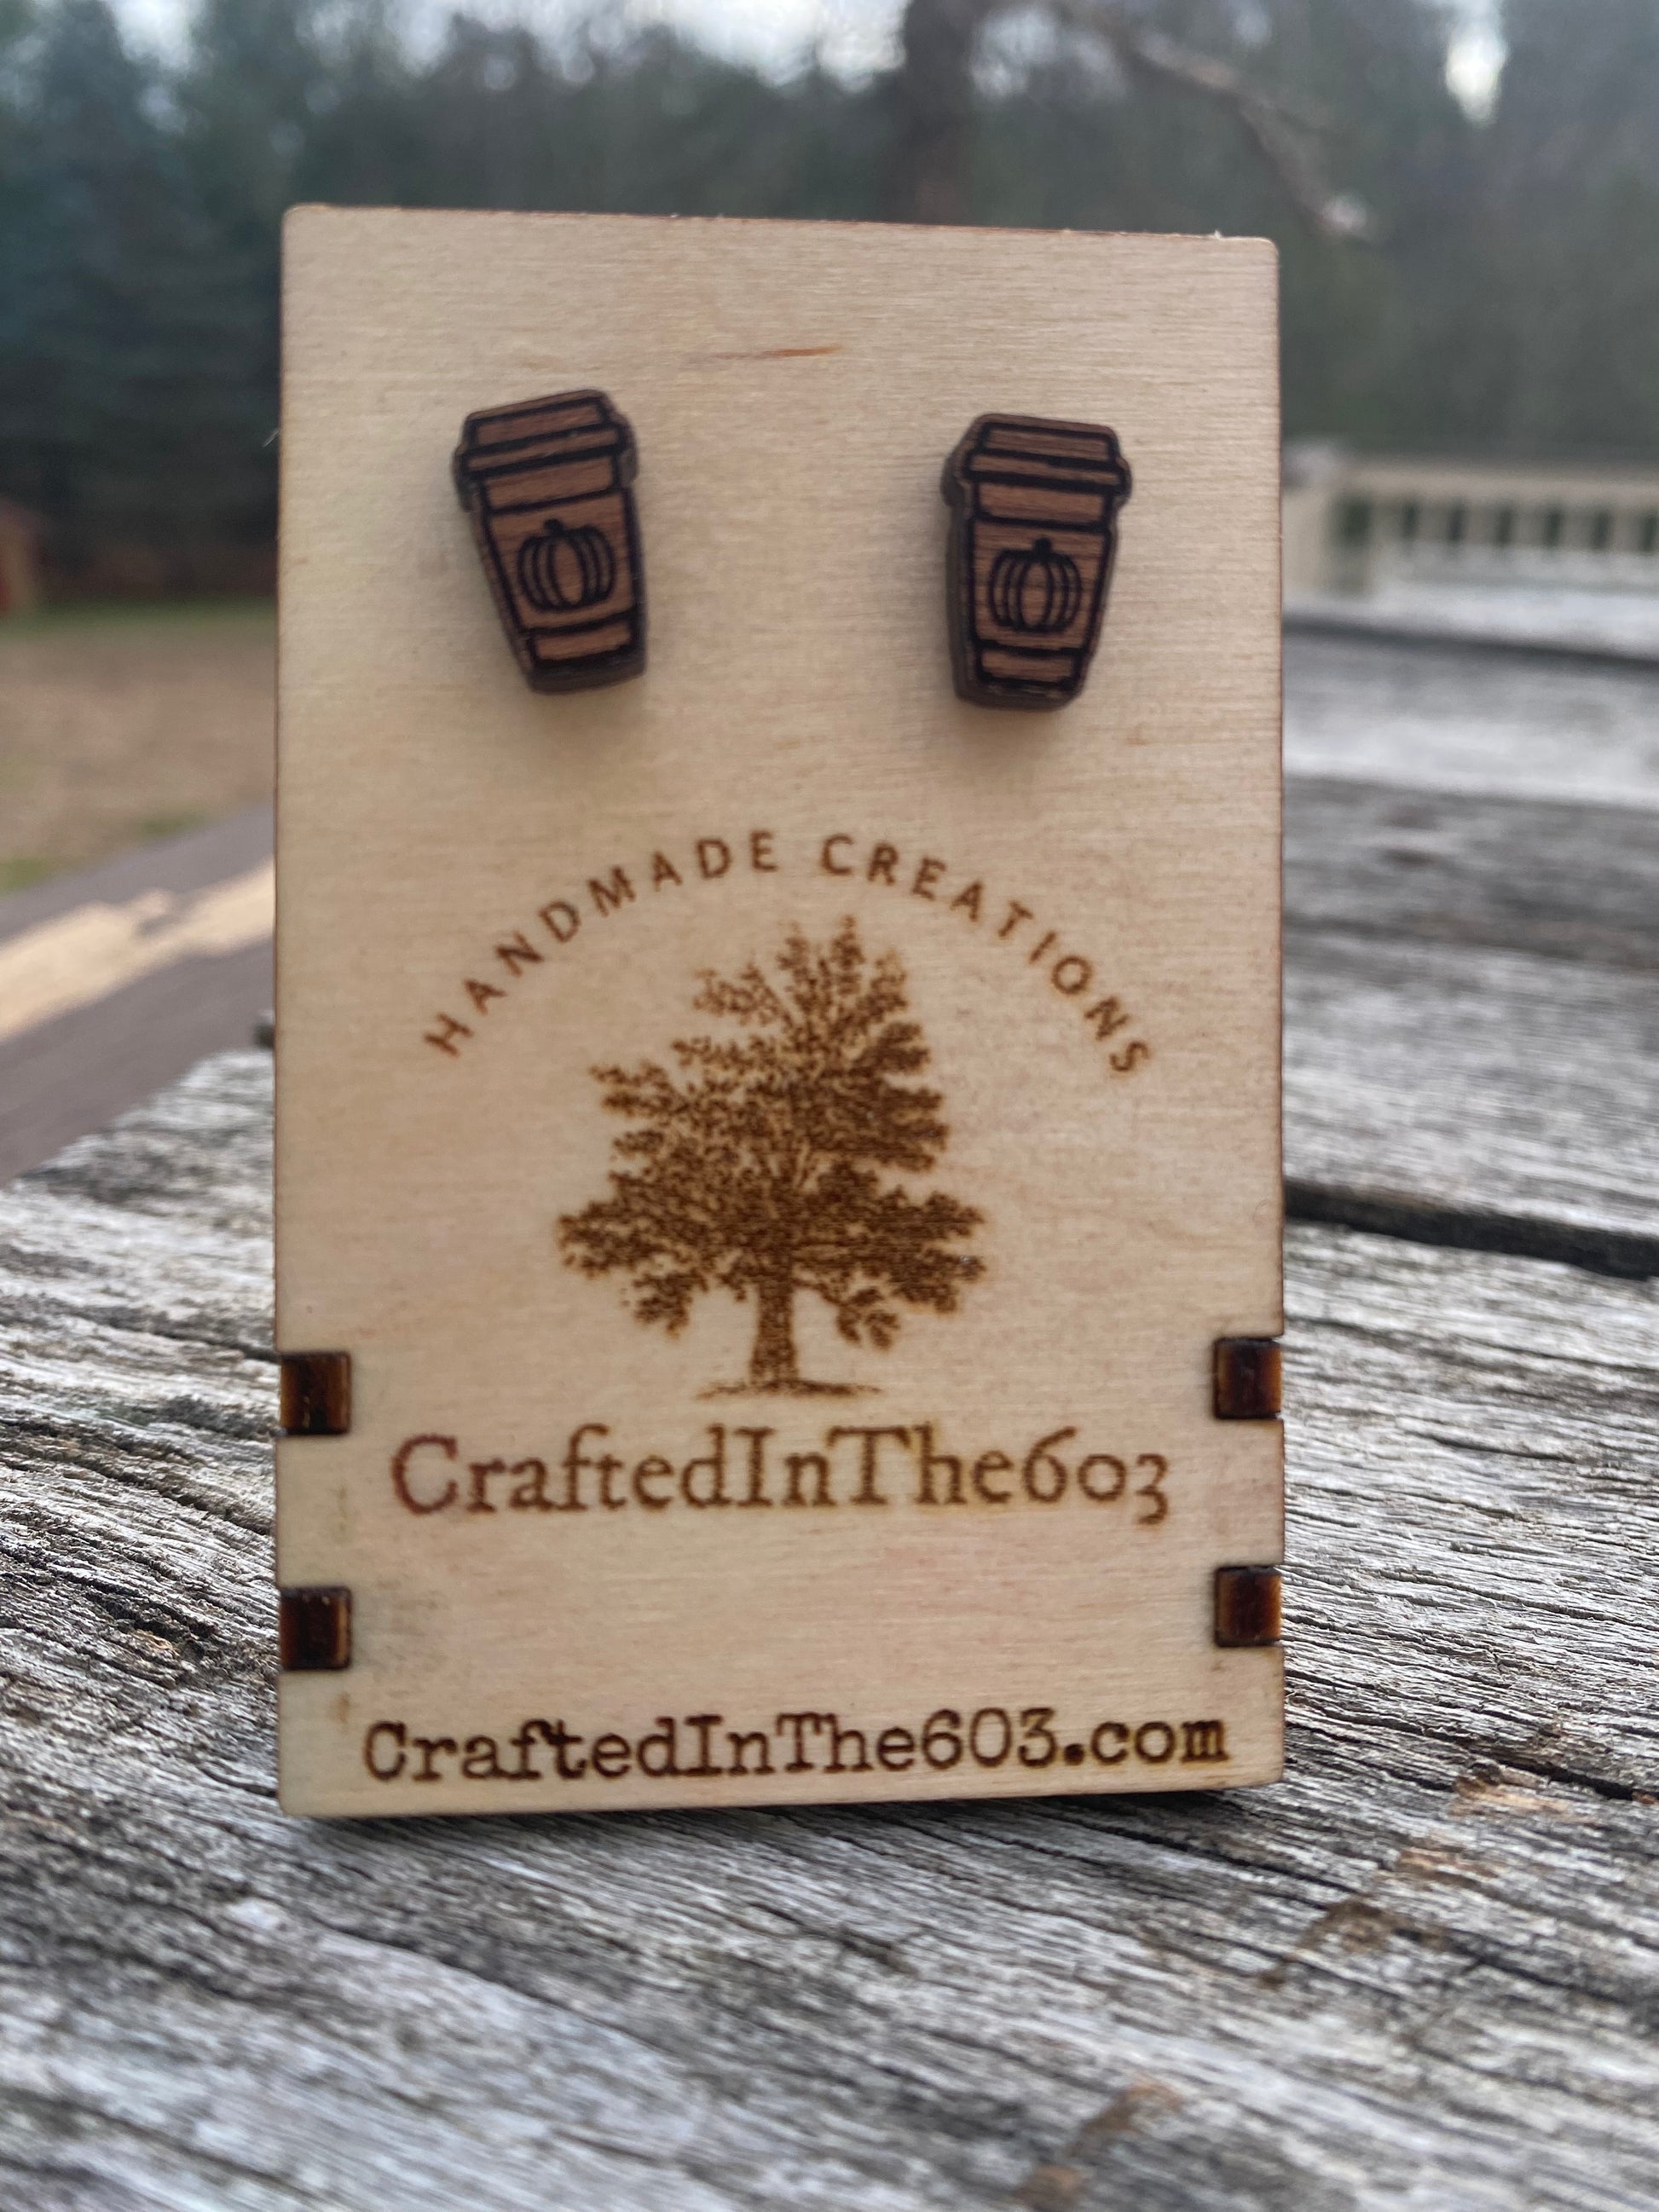 HANDMADE CREATIONS
CraftedInThe603
CraftedInThe603.com